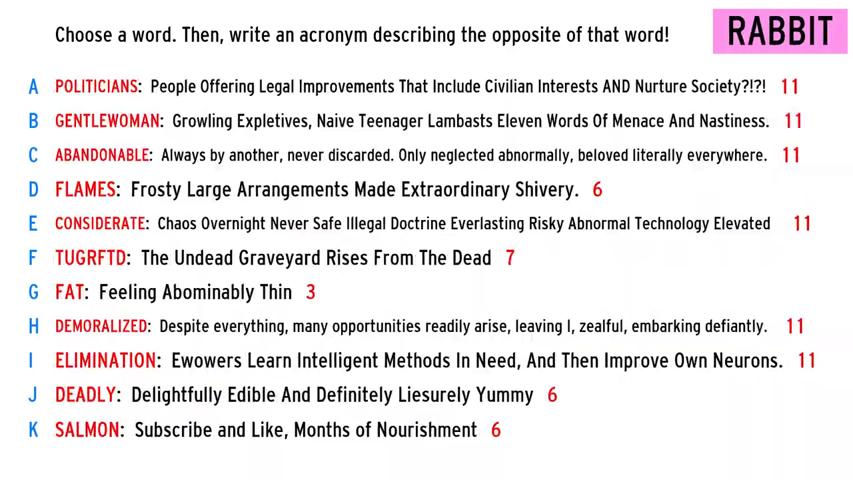 Choose a word. Then, write an acronym describing the opposite of that word!
RABBIT
A POLITICIANS: People Offering Legal Improvements That Include Civilian Interests AND Nurture Society?!?! 11
B GENTLEWOMAN: Growling Expletives, Naive Teenager Lambasts Eleven Words Of Menace And Nastiness. 11
C ABANDONABLE: Always by another, never discarded. Only neglected abnormally, beloved literally everywhere. 11
D FLAMES: Frosty Large Arrangements Made Extraordinary Shivery. 6
E CONSIDERATE: Chaos Overnight Never Safe Illegal Doctrine Everlasting Risky Abnormal Technology Elevated 11
F TUGRFTD: The Undead Graveyard Rises From The Dead 7
G FAT: Feeling Abominably Thin 3
H DEMORALIZED: Despite everything, many opportunities readily arise, leaving I, zealful, embarking defiantly. 11
I ELIMINATION: Ewowers Learn Intelligent Methods In Need, And Then Improve Own Neurons. 11
J DEADLY: Delightfully Edible And Definitely Liesurely Yummy 6
K SALMON: Subscribe and Like, Months of Nourishment 6